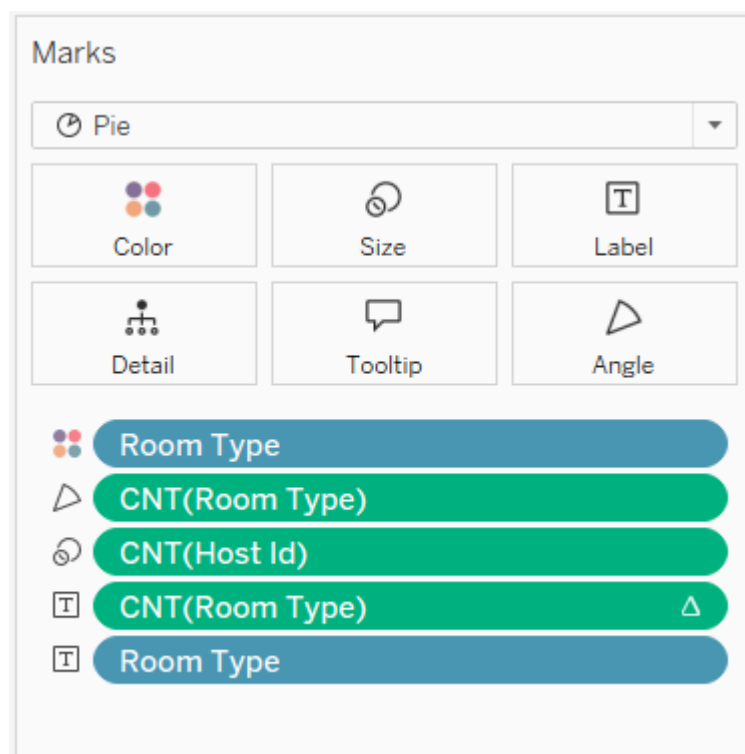 Marks
Pie
Color Size Label
Detail Tooltip Angle
Room Type
CNT(Room Type)
CNT(Host Id)
CNT(Room Type)
Room Type